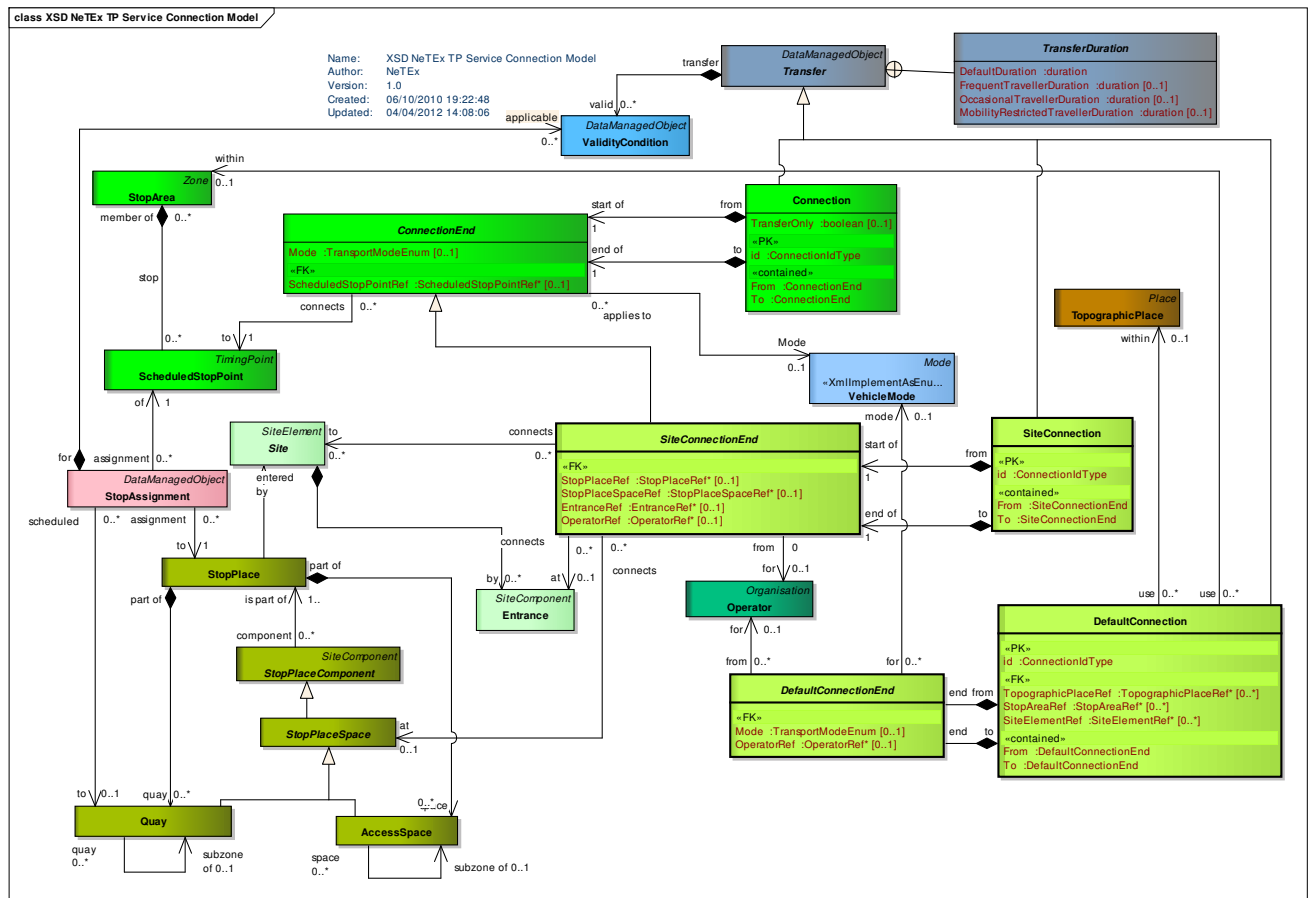 class XSD NeTEx TP Service Connection Model
Name: XSD NeTEx TP Service Connection Model
Author: NeTEx
Version: 1.0
Created: 06/10/2010 19:22:48
Updated: 04/04/2012 14:08:06
DataManagedObject
Transfer
transfer
valid 0..*
TransferDuration
DefaultDuration :duration
FrequentTravellerDuration :duration [0..1]
OccasionalTravellerDuration :duration [0..1]
MobilityRestrictedTravellerDuration :duration [0..1]
applicable
0..*
DataManagedObject
ValidityCondition
within
0..1
Zone
StopArea
member of 0..*
stop
0..*
ConnectionEnd
Mode :TransportModeEnum [0..1]
«FK»
ScheduledStopPointRef :ScheduledStopPointRef* [0..1]
start of
1
from
end of
1
to
Connection
TransferOnly :boolean [0..1]
«PK»
id :ConnectionIdType
«contained»
From :ConnectionEnd
To :ConnectionEnd
connects
0..*
to 1
0..*
applies to
Mode
0..1
Place
TopographicPlace
within 0..1
TimingPoint
ScheduledStopPoint
of 1
Mode
«XmlImplementAsEnu...
VehicleMode
mode 0..1
SiteElement
Site
to
0..*
connects
0..*
entered
by
SiteConnectionEnd
«FK»
StopPlaceRef :StopPlaceRef* [0..1]
StopPlaceSpaceRef :StopPlaceSpaceRef* [0..1]
EntranceRef :EntranceRef* [0..1]
OperatorRef :OperatorRef* [0..1]
start of
1
from
end of
1
to
SiteConnection
«PK»
id :ConnectionIdType
«contained»
From :SiteConnectionEnd
To :SiteConnectionEnd
for
assignment 0..*
DataManagedObject
StopAssignment
scheduled
0..*
assignment
0..*
to 1
StopPlace
part of
part of
is part of 1..
connects
by 0..*
0..*
at 0..1
0..*
connects
from 0
for 0..1
SiteComponent
Entrance
Organisation
Operator
for 0..1
from 0..*
for 0..*
use 0..*
use 0..*
component 0..*
SiteComponent
StopPlaceComponent
StopPlaceSpace
at
0..1
DefaultConnectionEnd
«FK»
Mode :TransportModeEnum [0..1]
OperatorRef :OperatorRef* [0..1]
end from
end to
DefaultConnection
«PK»
id :ConnectionIdType
«FK»
TopographicPlaceRef :TopographicPlaceRef* [0..*]
StopAreaRef :StopAreaRef* [0..*]
SiteElementRef :SiteElementRef* [0..*]
«contained»
From :DefaultConnectionEnd
To :DefaultConnectionEnd
to 0..1
quay 0..*
0..*
Quay
AccessSpace
quay
0..*
subzone
of 0..1
space
0..*
subzone of 0..1